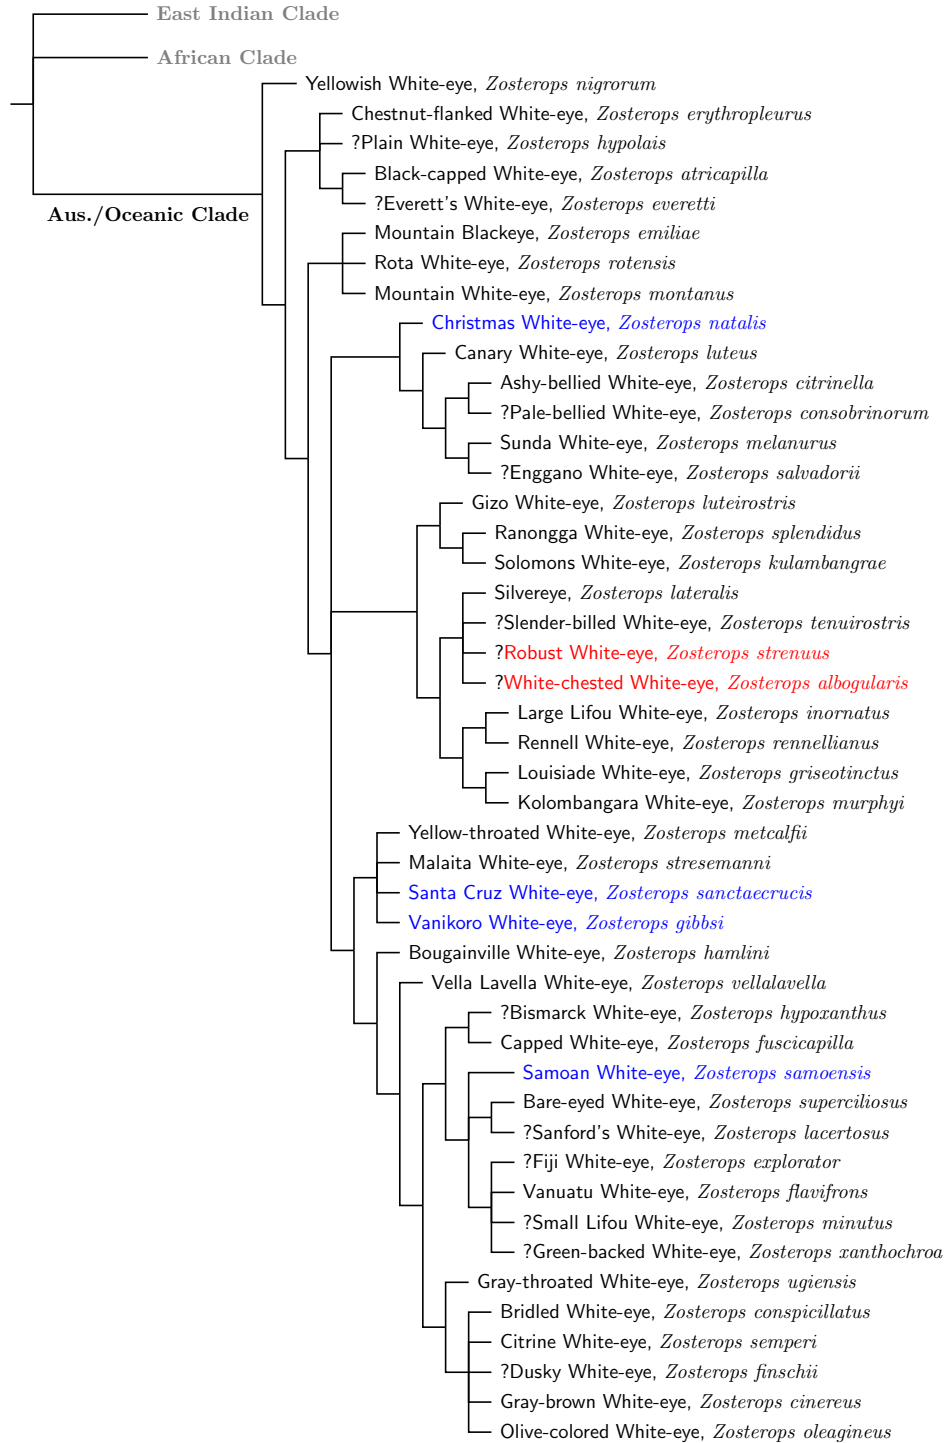 East Indian Clade
African Clade
Yellowish White-eye, Zosterops nigrorum
Chestnut-flanked White-eye, Zosterops erythropleurus
?Plain White-eye, Zosterops hypolais
Black-capped White-eye, Zosterops atricapilla
?Everett's White-eye, Zosterops everetti
Aus./Oceanic Clade
Mountain Blackeye, Zosterops emiliae
Rota White-eye, Zosterops rotensis
Mountain White-eye, Zosterops montanus
Christmas White-eye, Zosterops natalis
Canary White-eye, Zosterops luteus
Ashy-bellied White-eye, Zosterops citrinella
?Pale-bellied White-eye, Zosterops consobrinorum
Sunda White-eye, Zosterops melanurus
?Enggano White-eye, Zosterops salvadorii
Gizo White-eye, Zosterops luteirostris
Ranongga White-eye, Zosterops splendidus
Solomons White-eye, Zosterops kulambangrae
Silvereye, Zosterops lateralis
?Slender-billed White-eye, Zosterops tenuirostris
?Robust White-eye, Zosterops strenuus
?White-chested White-eye, Zosterops albogularis
Large Lifou White-eye, Zosterops inornatus
Rennell White-eye, Zosterops rennellianus
Louisiade White-eye, Zosterops griseotinctus
Kolombangara White-eye, Zosterops murphyi
Yellow-throated White-eye, Zosterops metcalfii
Malaita White-eye, Zosterops stresemanni
Santa Cruz White-eye, Zosterops sanctaecrucis
Vanikoro White-eye, Zosterops gibbsi
Bougainville White-eye, Zosterops hamlini
Vella Lavella White-eye, Zosterops vellalavella
?Bismarck White-eye, Zosterops hypoxanthus
Capped White-eye, Zosterops fuscicapilla
Samoan White-eye, Zosterops samoensis
Bare-eyed White-eye, Zosterops superciliosus
?Sanford's White-eye, Zosterops lacertosus
?Fiji White-eye, Zosterops explorator
Vanuatu White-eye, Zosterops flavifrons
?Small Lifou White-eye, Zosterops minutus
?Green-backed White-eye, Zosterops xanthochroa
Gray-throated White-eye, Zosterops ugiensis
Bridled White-eye, Zosterops conspicillatus
Citrine White-eye, Zosterops semperi
?Dusky White-eye, Zosterops finschii
Gray-brown White-eye, Zosterops cinereus
Olive-colored White-eye, Zosterops oleagineus